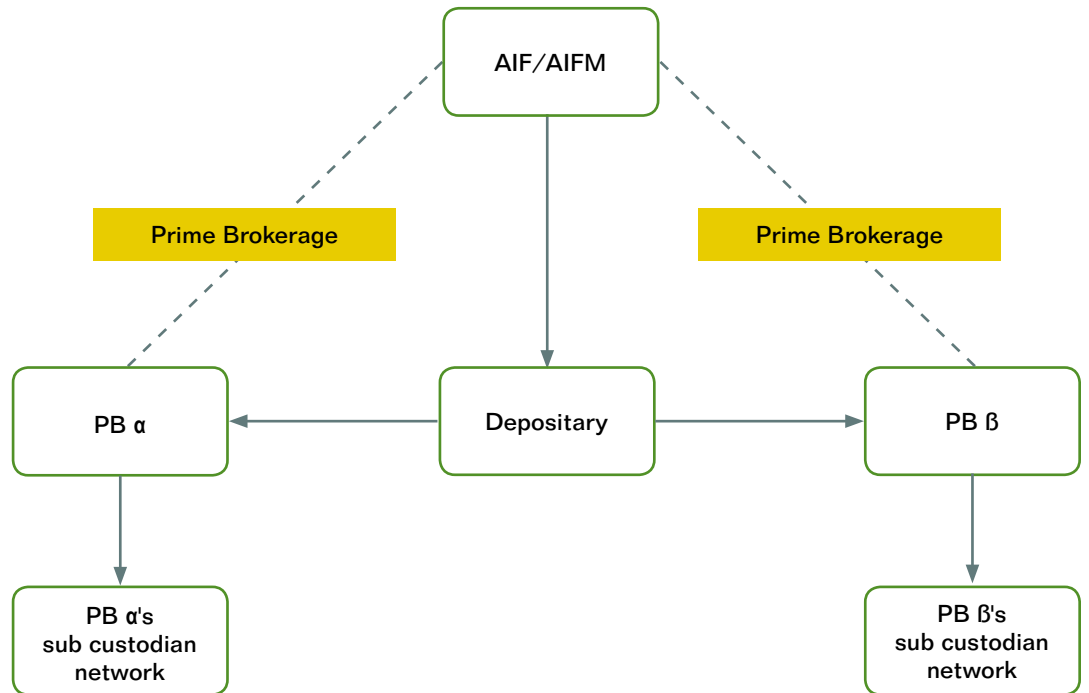 AIF/AIFM
Prime Brokerage
Prime Brokerage
PB α
Depositary
PB ß
PB α's
sub custodian
network
PB ß's
sub custodian
network